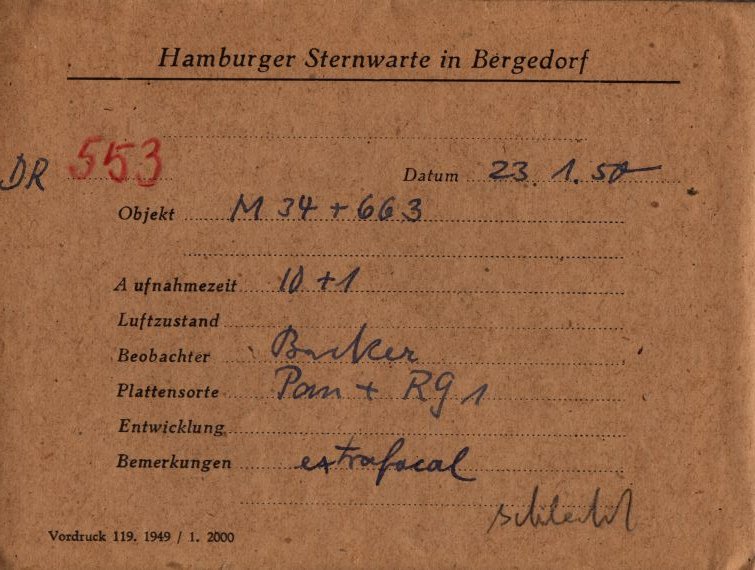 Hamburger Sternwarte in Bergedorf
DR 553 Datum 23. 1. 50
Objekt M 34 + 663
Aufnahmezeit 10 + 1
Luftzustand
Beobachter
Plattensorte Pan + RG 1
Entwicklung
Bemerkungen extrafocal
schlecht
Vordruck 119. 1949 / 1. 2000